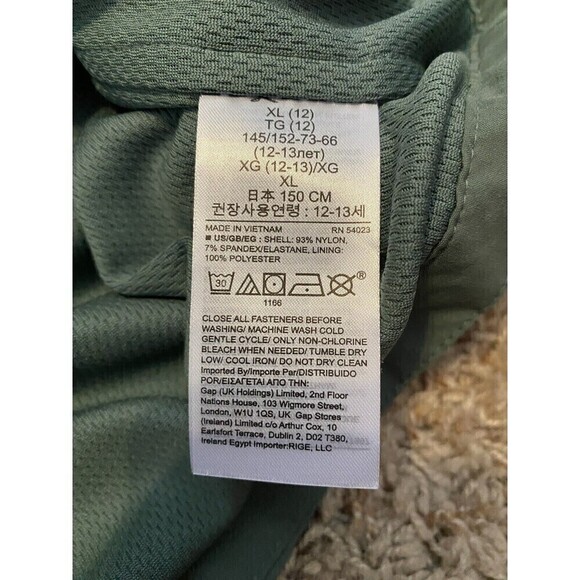 XL (12)
TG (12)
145/152-73-66
(12-13лет)
XG (12-13)/XG
XL
日本 150 CM
권장사용연령 : 12-13세
MADE IN VIETNAM RN 54023
■ US/GB/EG : SHELL: 93% NYLON,
7% SPANDEX/ELASTANE, LINING:
100% POLYESTER
30 ®
1166
CLOSE ALL FASTENERS BEFORE
WASHING/ MACHINE WASH COLD
GENTLE CYCLE/ ONLY NON-CHLORINE
BLEACH WHEN NEEDED/ TUMBLE DRY
LOW/ COOL IRON/ DO NOT DRY CLEAN
Imported By/Importe Par/DISTRIBUIDO
POR/ΕΙΣΑΓΕΤΑΙ ΑΠΟ ΤΗΝ:
Gap (UK Holdings) Limited, 2nd Floor
Nations House, 103 Wigmore Street,
London, W1U 1QS, UK Gap Stores
(Ireland) Limited c/o Arthur Cox, 10
Earlsfort Terrace, Dublin 2, D02 T380,
Ireland Egypt Importer:RIGE, LLC